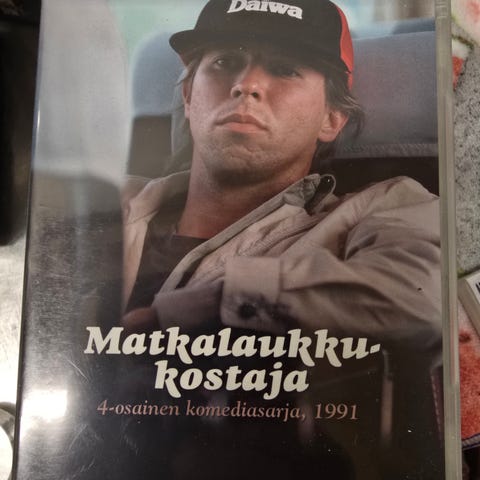 Daiwa
Matkalaukku-
kostaja
4-osainen komediasarja, 1991